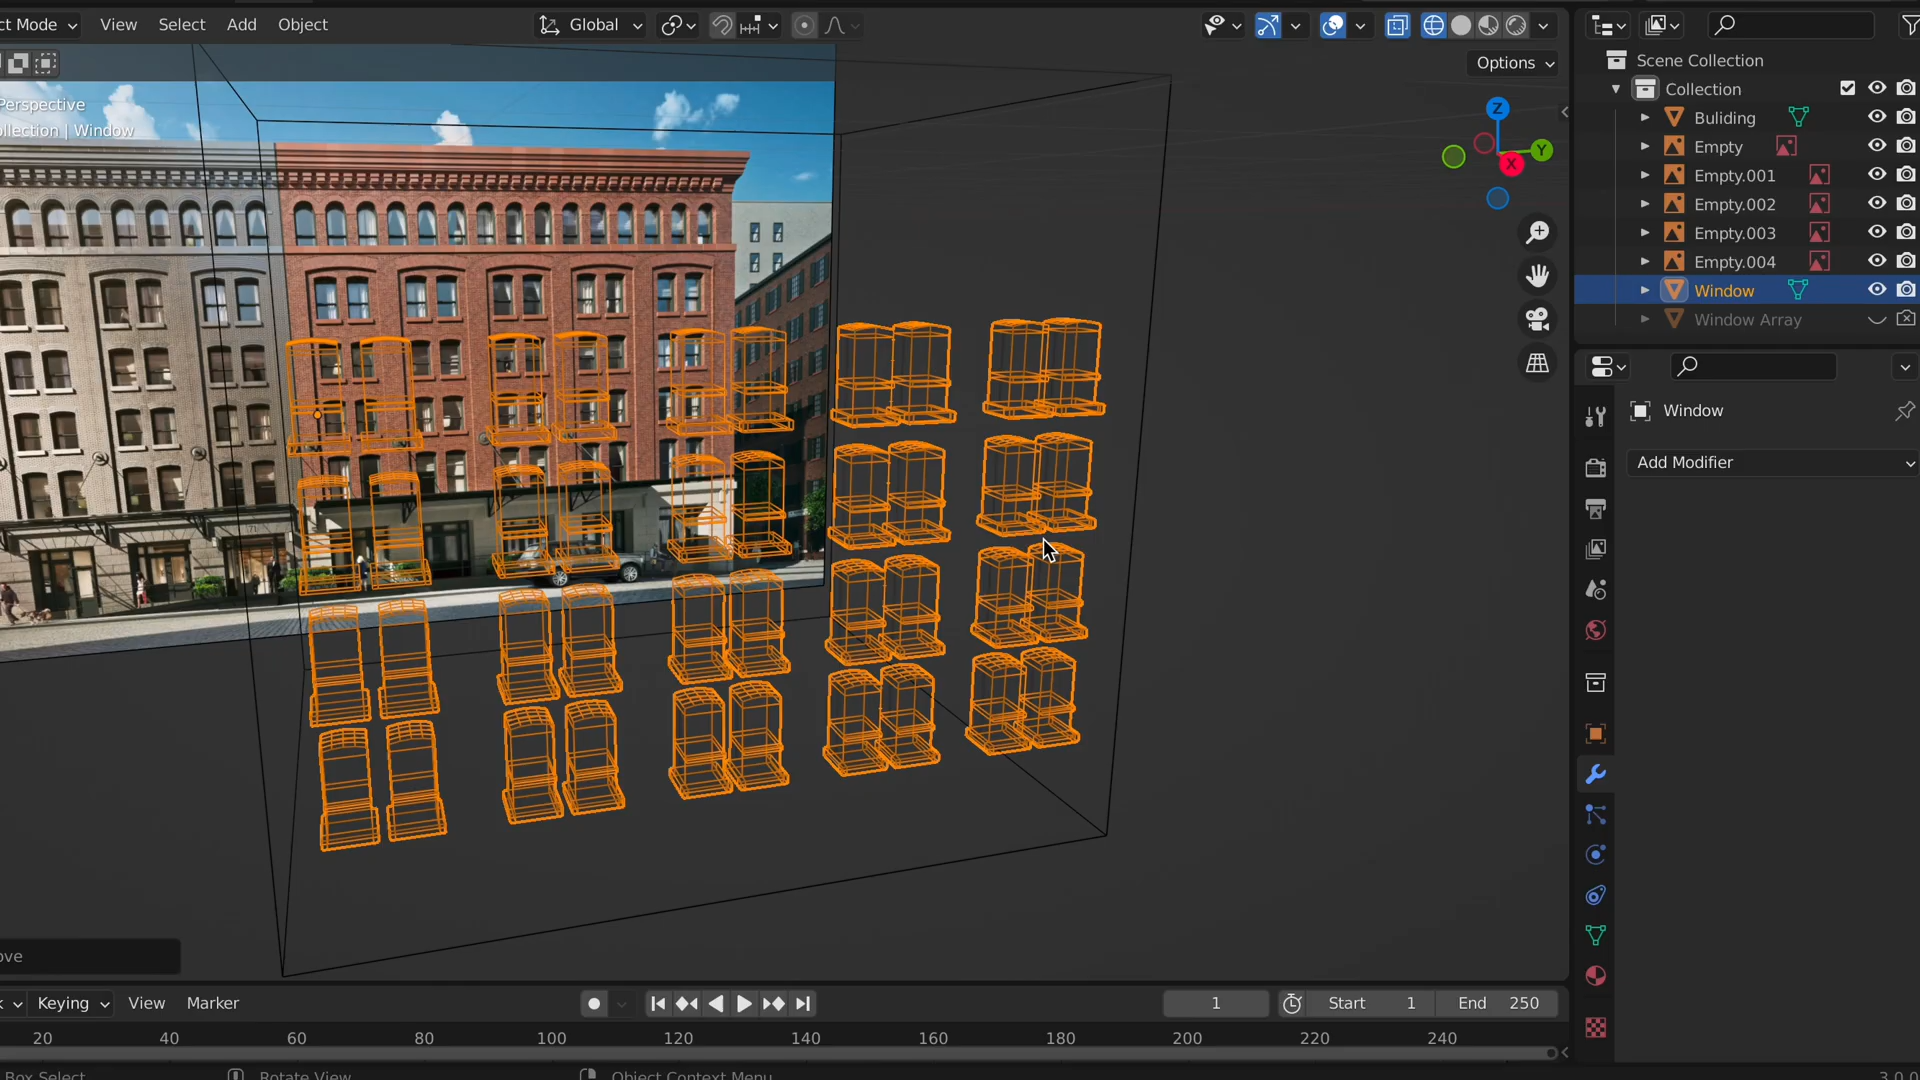 ct Mode View Select Add Object Global
Options
Perspective
ollection | Window
Z
Y
X
Scene Collection
Collection
Buliding
Empty
Empty.001
Empty.002
Empty.003
Empty.004
Window
Window Array
Window
Add Modifier
ove
Keying View Marker
1 Start 1 End 250
20 40 60 80 100 120 140 160 180 200 220 240
Box Select Rotate View Object Context Menu 3.0.0